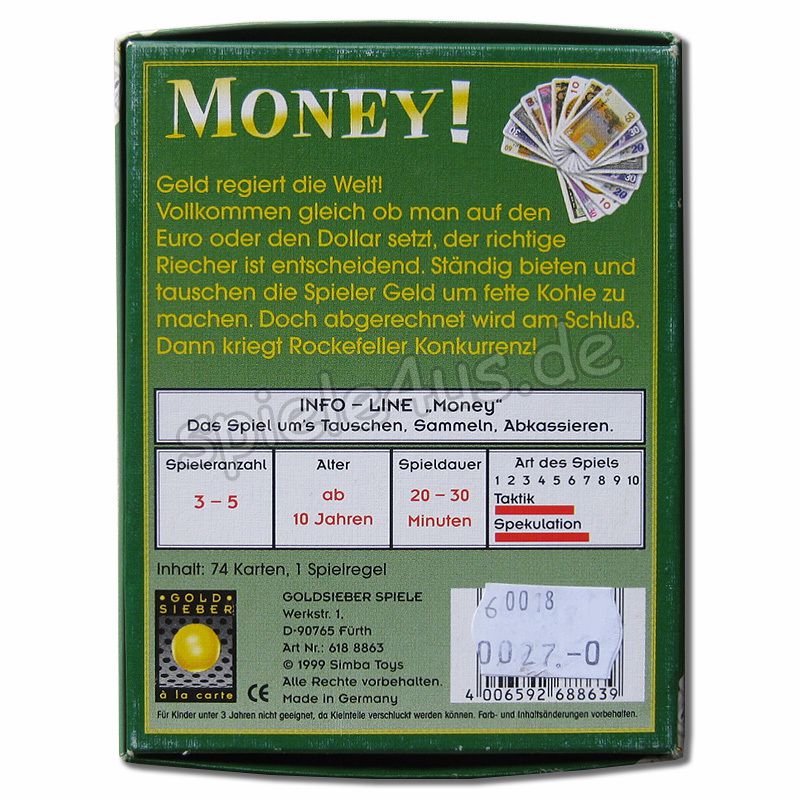 MONEY!
Geld regiert die Welt!
Vollkommen gleich ob man auf den
Euro oder den Dollar setzt, der richtige
Riecher ist entscheidend. Ständig bieten und
tauschen die Spieler Geld um fette Kohle zu
machen. Doch abgerechnet wird am Schluß.
Dann kriegt Rockefeller Konkurrenz!
spiele4us.de
INFO – LINE „Money“
Das Spiel um's Tauschen, Sammeln, Abkassieren.
Spieleranzahl
3 – 5
Alter
ab
10 Jahren
Spieldauer
20 – 30
Minuten
Art des Spiels
1 2 3 4 5 6 7 8 9 10
Taktik
Spekulation
Inhalt: 74 Karten, 1 Spielregel
GOLD
SIEBER
à la carte
CE
GOLDSIEBER SPIELE
Werkstr. 1,
D-90765 Fürth
Art Nr.: 618 8863
© 1999 Simba Toys
Alle Rechte vorbehalten.
Made in Germany
60018
0027.-0
4 006592 688639
Für Kinder unter 3 Jahren nicht geeignet, da Kleinteile verschluckt werden können. Farb- und Inhaltsänderungen vorbehalten.